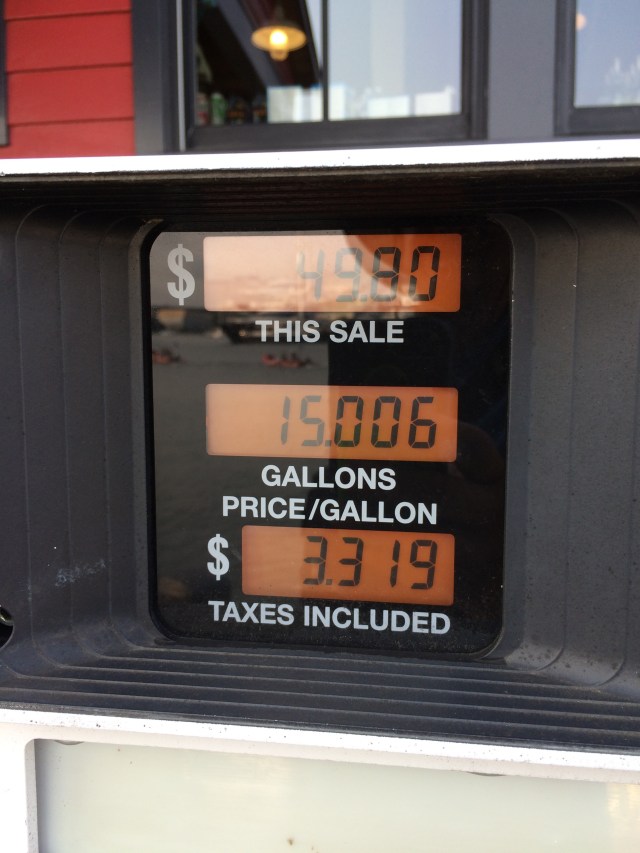 $ 49.80
THIS SALE
15.006
GALLONS
PRICE/GALLON
$ 3.319
TAXES INCLUDED